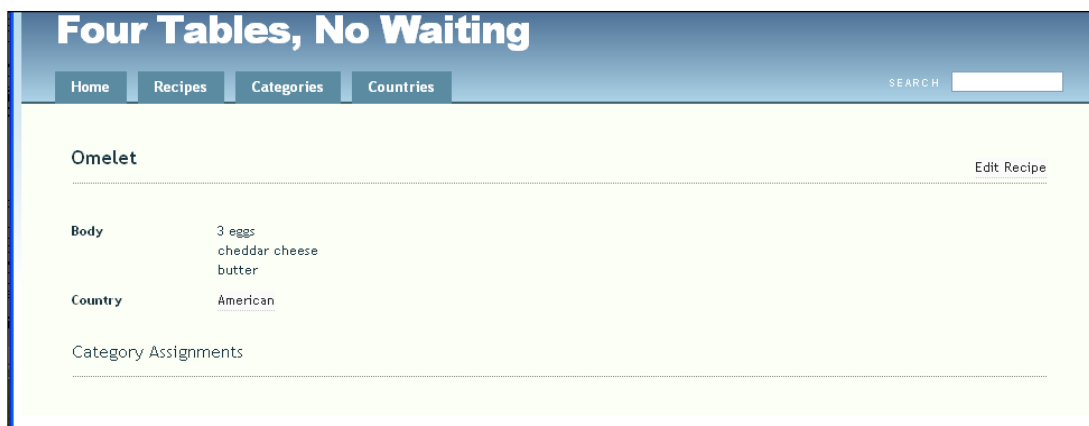 Four Tables, No Waiting
Home Recipes Categories Countries SEARCH
Omelet
Edit Recipe
Body 3 eggs
cheddar cheese
butter
Country American
Category Assignments